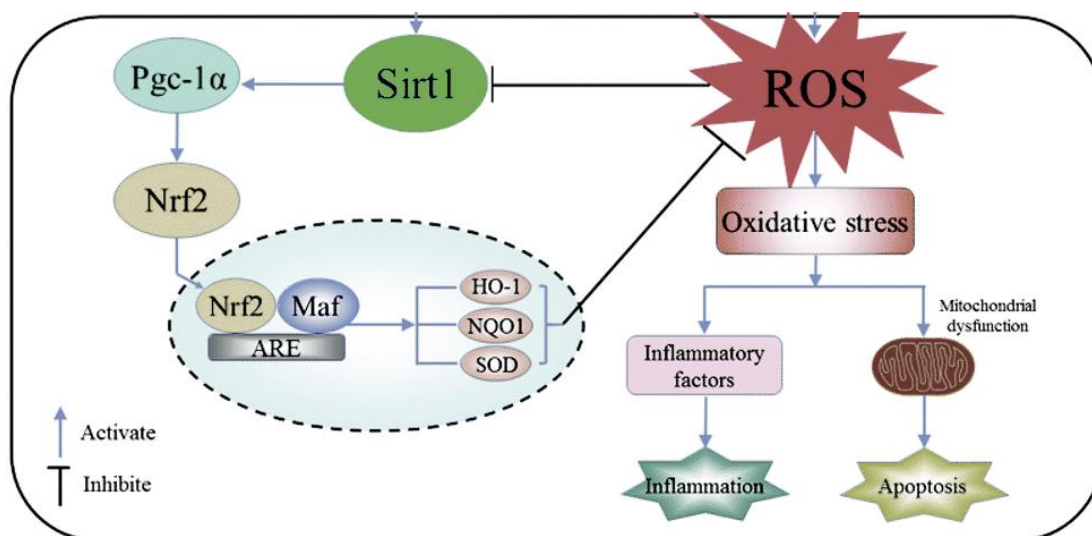 Pgc-1α
Sirt1
ROS
Nrf2
Oxidative stress
Nrf2
Maf
ARE
HO-1
NQO1
SOD
Mitochondrial
dysfunction
Inflammatory
factors
Activate
Inhibite
Inflammation
Apoptosis